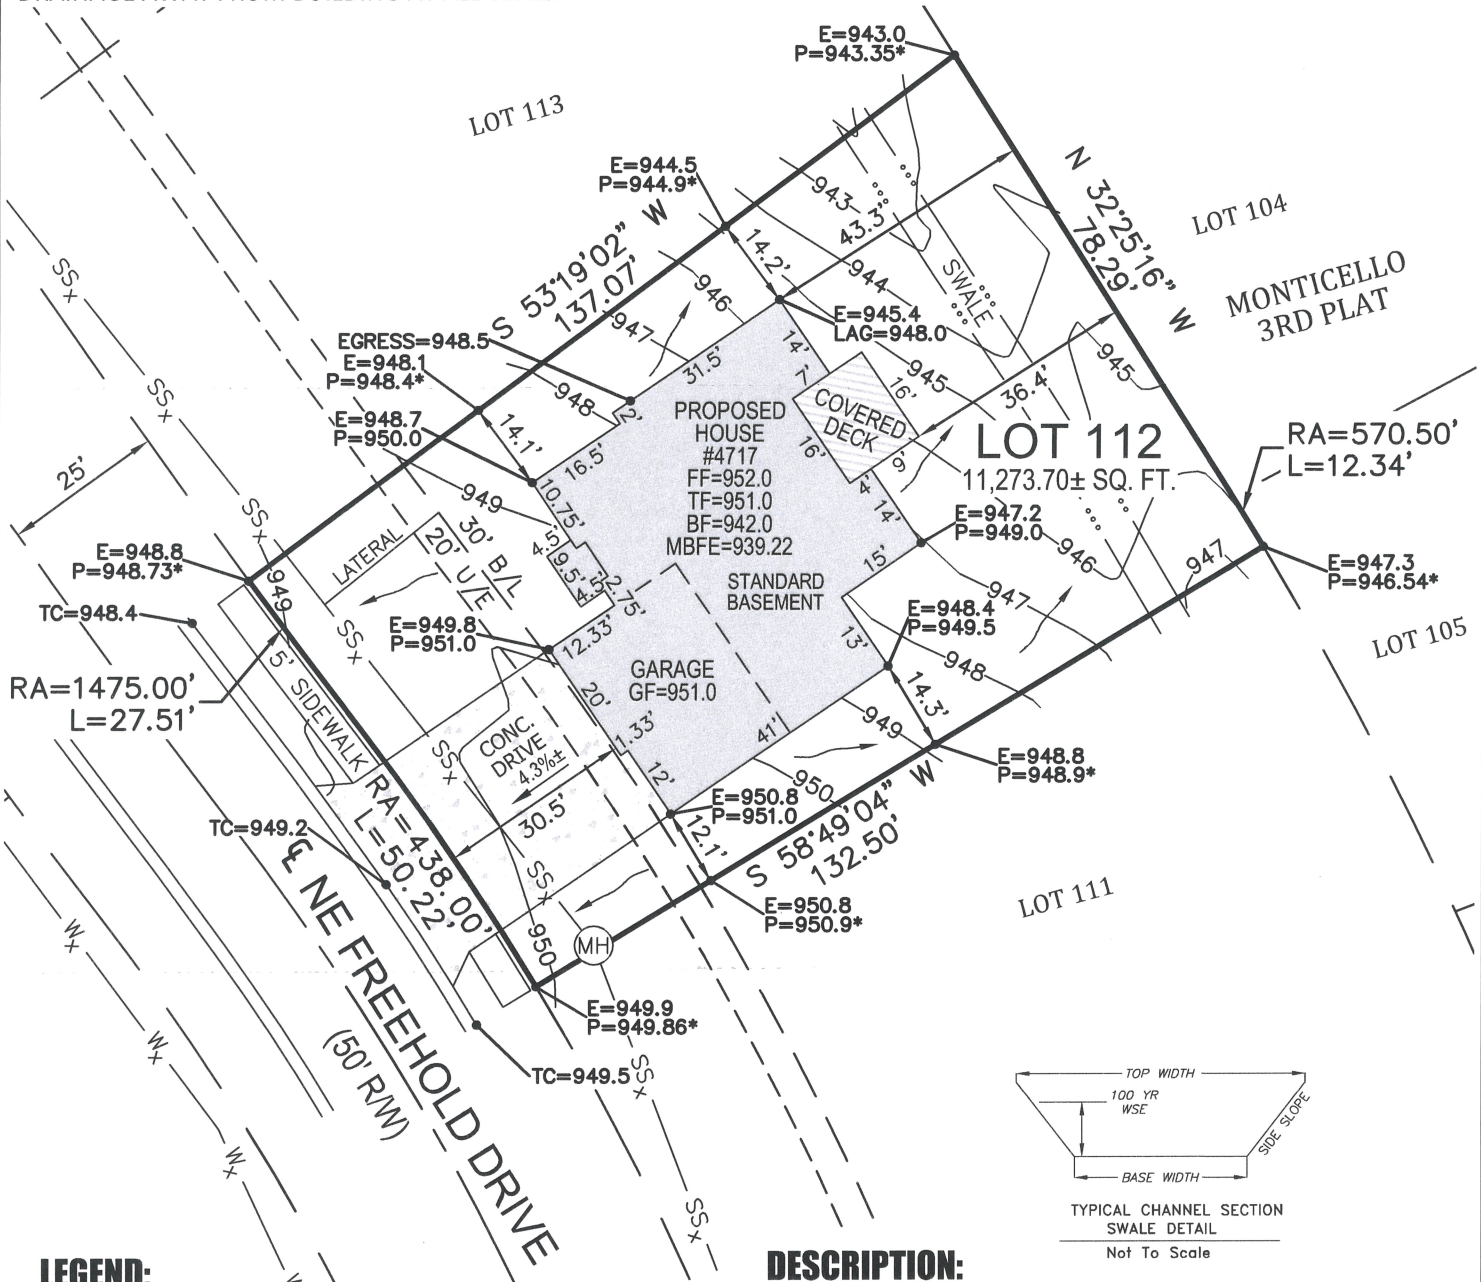 E=943.0
P=943.35*
LOT 113
E=944.5
P=944.9*
N 32°25'16" W
78.29'
LOT 104
MONTICELLO
3RD PLAT
S 53°19'02" W
137.07'
943
43.3'
14.2'
944
SWALE
946
947
SS
X
E=945.4
LAG=948.0
EGRESS=948.5
E=948.1
P=948.4*
31.5'
14'
7'
16'
945
945
36.4'
948
2'
SS
X
E=948.7
P=950.0
14.1'
16.5'
PROPOSED
HOUSE
#4717
FF=952.0
TF=951.0
BF=942.0
MBFE=939.22
COVERED
DECK
16'
9'
4'
14'
LOT 112
11,273.70± SQ. FT.
RA=570.50'
L=12.34'
25'
949
10.75'
SS
X
LATERAL
30' B/L
20' U/E
4.5'
9.5'
4.5'
2.75'
E=947.2
P=949.0
946
947
E=948.8
P=948.73*
15'
E=947.3
P=946.54*
949
STANDARD
BASEMENT
TC=948.4
E=948.4
P=949.5
947
E=949.8
P=951.0
12.33'
SS
X
LOT 105
13'
948
GARAGE
GF=951.0
5' SIDEWALK
RA=1475.00'
L=27.51'
20'
14.3'
949
1.33'
41'
CONC.
DRIVE
4.3%±
SS
X
E=948.8
P=948.9*
12'
950
RA=438.00'
L=50.22'
30.5'
E=950.8
P=951.0
S 58°49'04" W
132.50'
TC=949.2
12.1'
SS
X
LOT 111
E=950.8
P=950.9*
℄ NE FREEHOLD DRIVE
(50' R/W)
950
MH
W
X
E=949.9
P=949.86*
W
X
TC=949.5
SS
X
TOP WIDTH
100 YR
WSE
SIDE SLOPE
BASE WIDTH
W
X
TYPICAL CHANNEL SECTION
SWALE DETAIL
Not To Scale
SS
X
LEGEND:
DESCRIPTION:
W